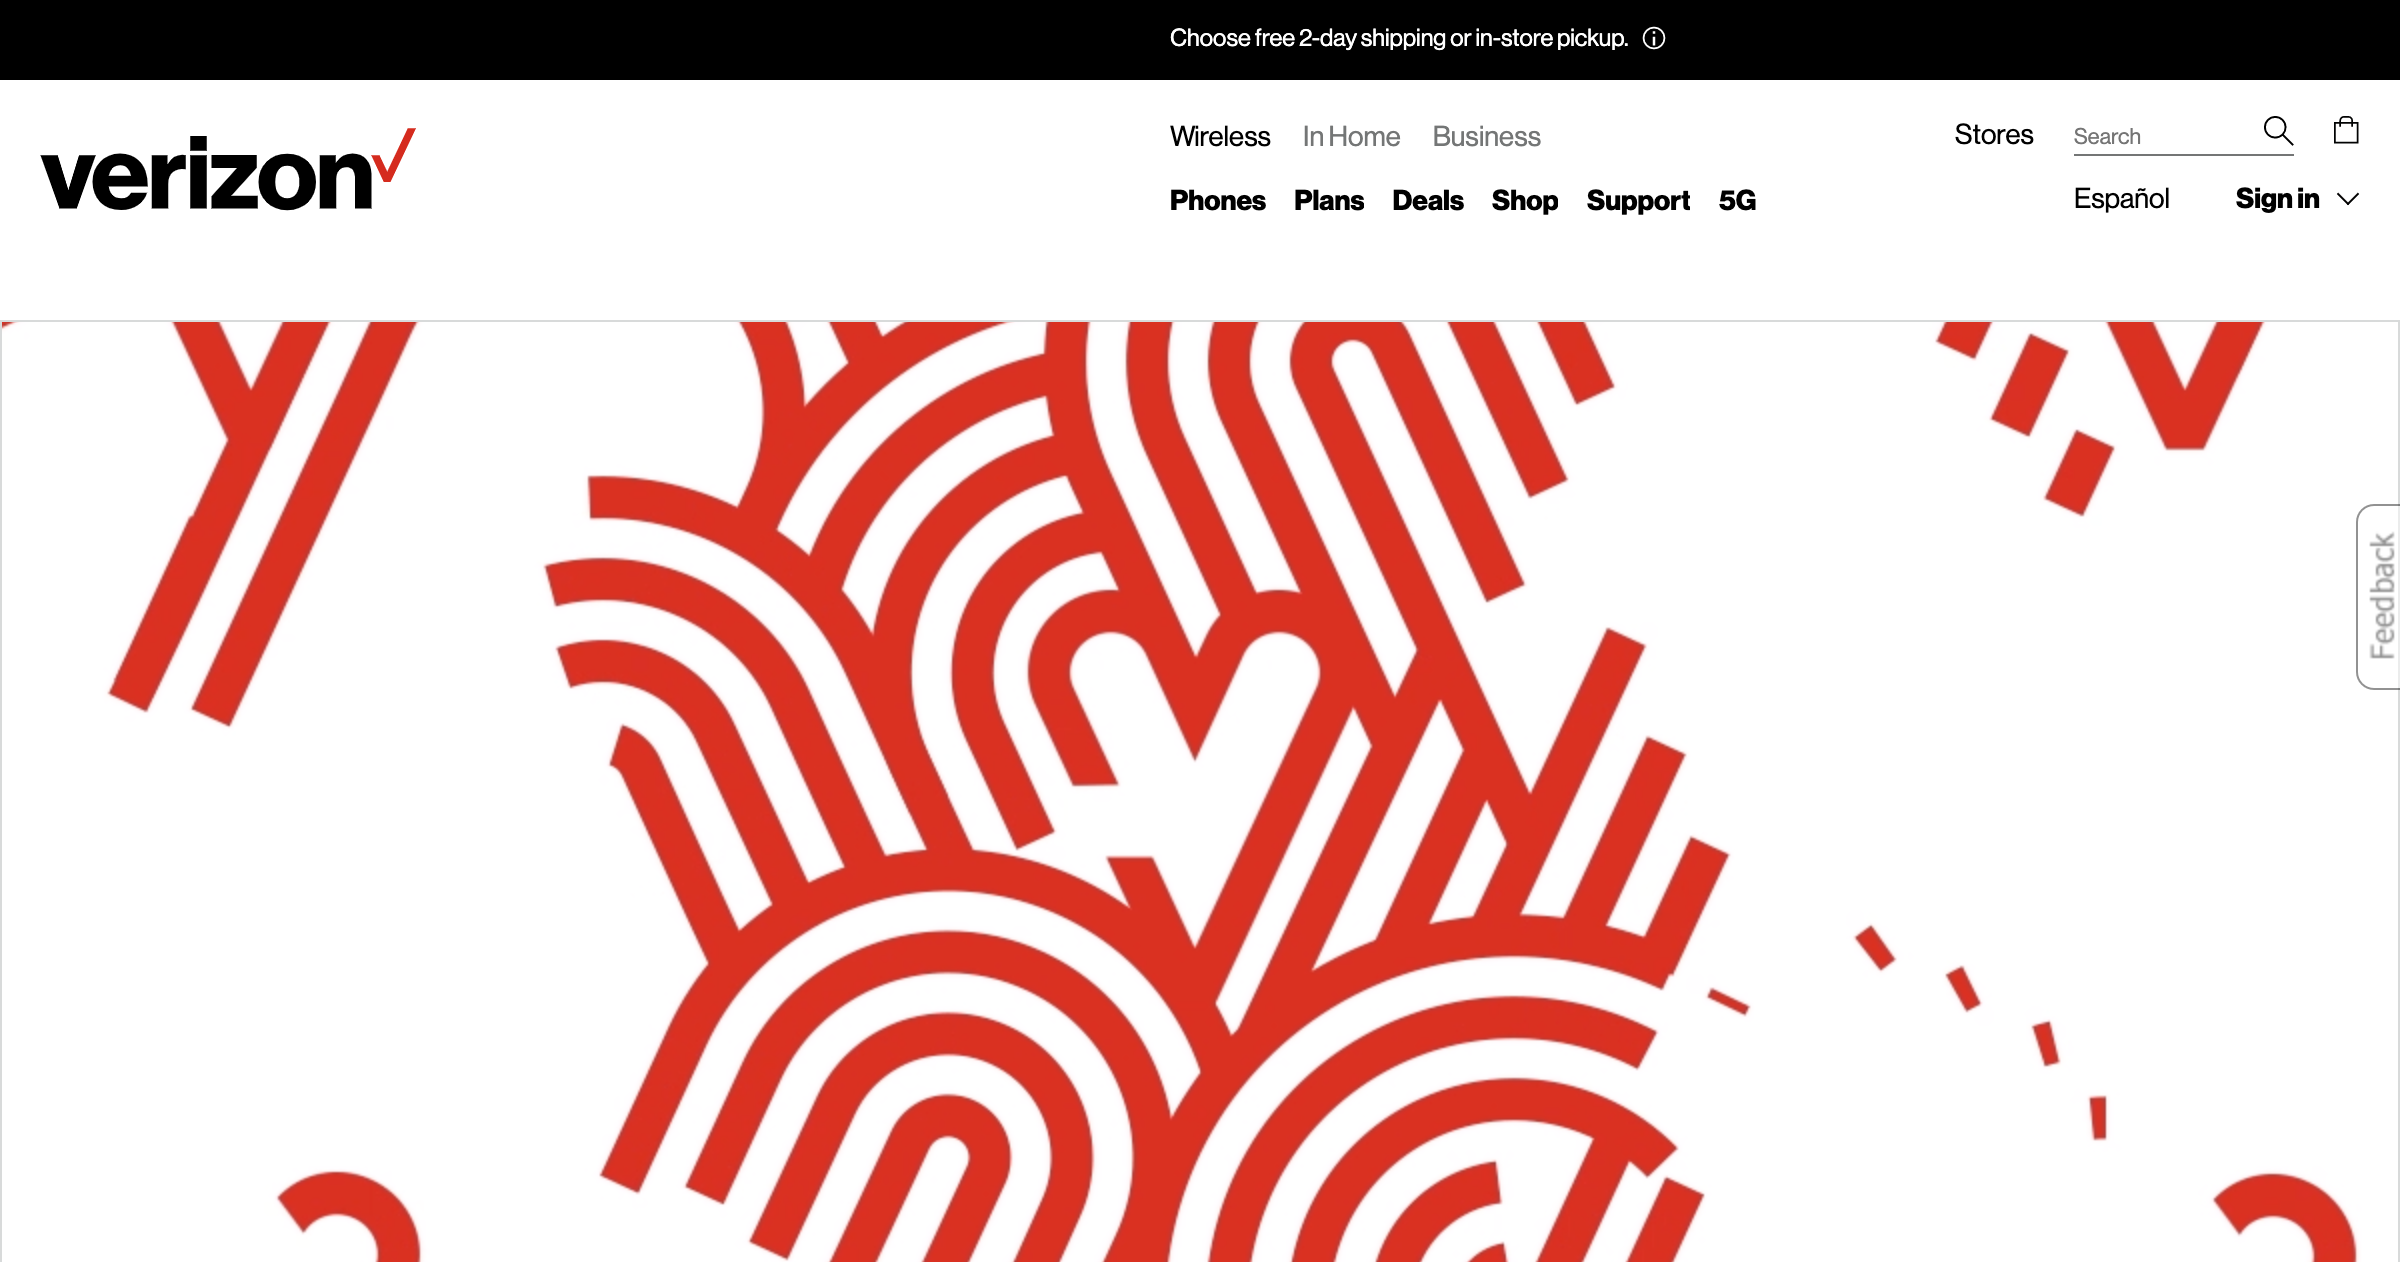 Choose free 2-day shipping or in-store pickup.
verizon
Wireless In Home Business
Stores Search
Phones Plans Deals Shop Support 5G
Español Sign in
Feedback